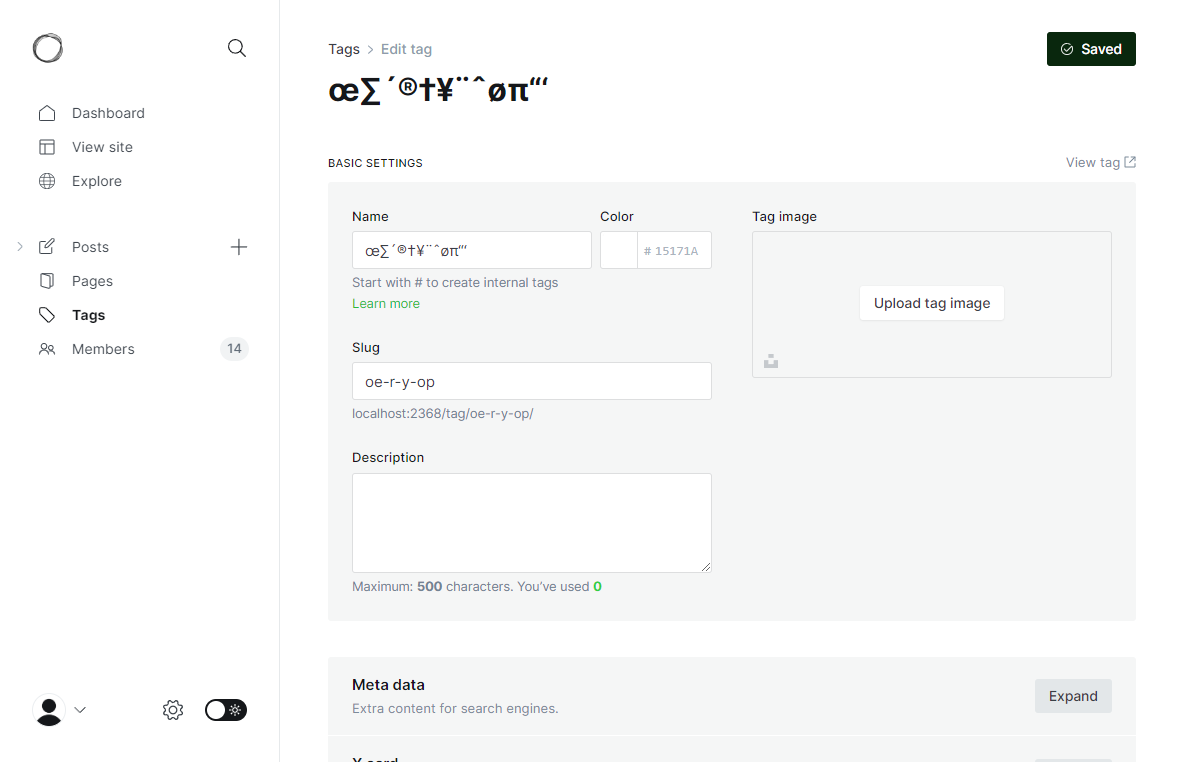 Dashboard
View site
Explore
Posts
Pages
Tags
Members 14
Tags > Edit tag
Saved
œ∑´®†¥¨ˆøπ“‘
BASIC SETTINGS
View tag
Name
œ∑´®†¥¨ˆøπ“‘
Start with # to create internal tags
Learn more
Color
# 15171A
Slug
oe-r-y-op
localhost:2368/tag/oe-r-y-op/
Description
Maximum: 500 characters. You’ve used 0
Tag image
Upload tag image
Meta data
Extra content for search engines.
Expand
X card